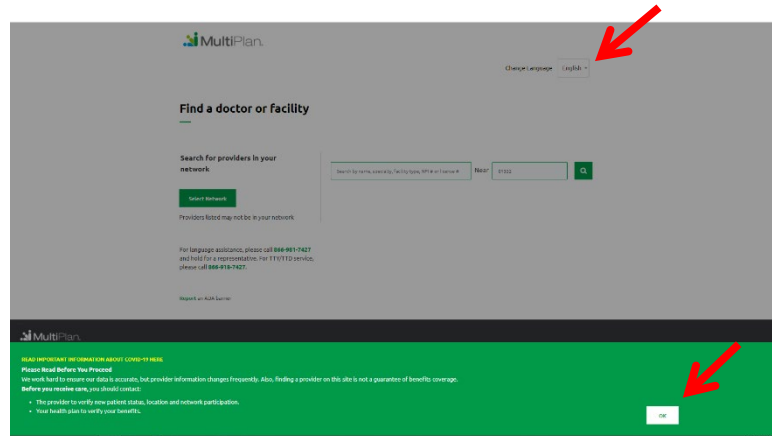 MultiPlan.
Change Language English
Find a doctor or facility
Search for providers in your
network
Search by name, specialty, facility type, NPI # or license # Near
Select Network
Providers listed may not be in your network
For language assistance, please call 866-981-7427
and hold for a representative. For TTY/TTD service,
please call 866-918-7427.
Report an ADA barrier
MultiPlan.
READ IMPORTANT INFORMATION ABOUT COVID-19 HERE
Please Read Before You Proceed
We work hard to ensure our data is accurate, but provider information changes frequently. Also, finding a provider on this site is not a guarantee of benefits coverage.
Before you receive care, you should contact:
• The provider to verify new patient status, location and network participation.
• Your health plan to verify your benefits.
OK